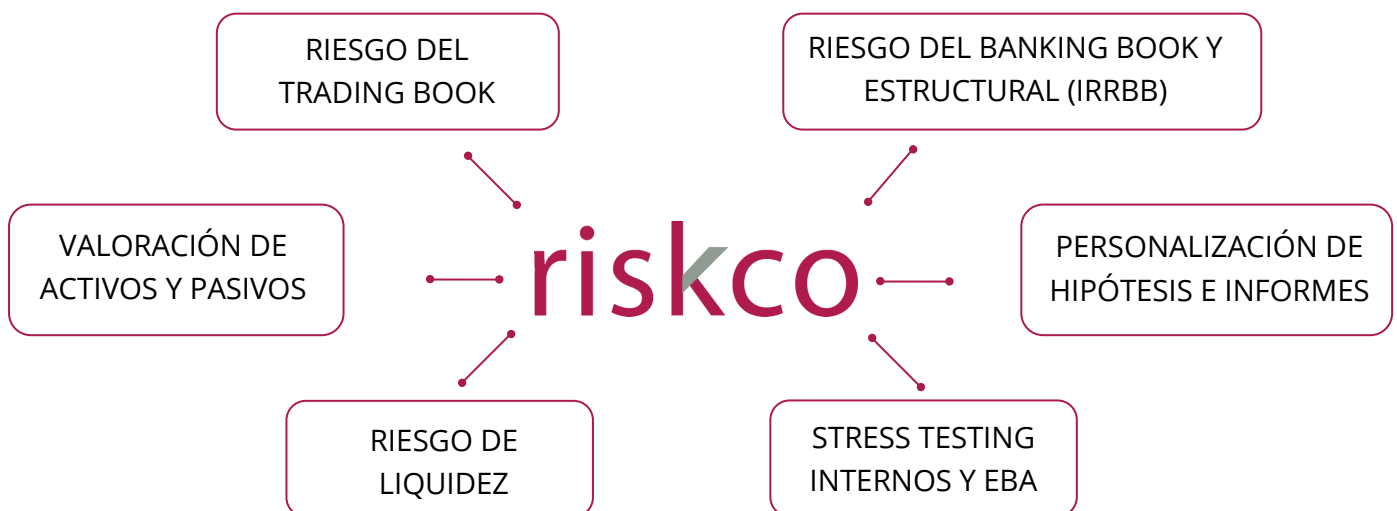 RIESGO DEL
TRADING BOOK
RIESGO DEL BANKING BOOK Y
ESTRUCTURAL (IRRBB)
VALORACIÓN DE
ACTIVOS Y PASIVOS
riskco
PERSONALIZACIÓN DE
HIPÓTESIS E INFORMES
RIESGO DE
LIQUIDEZ
STRESS TESTING
INTERNOS Y EBA